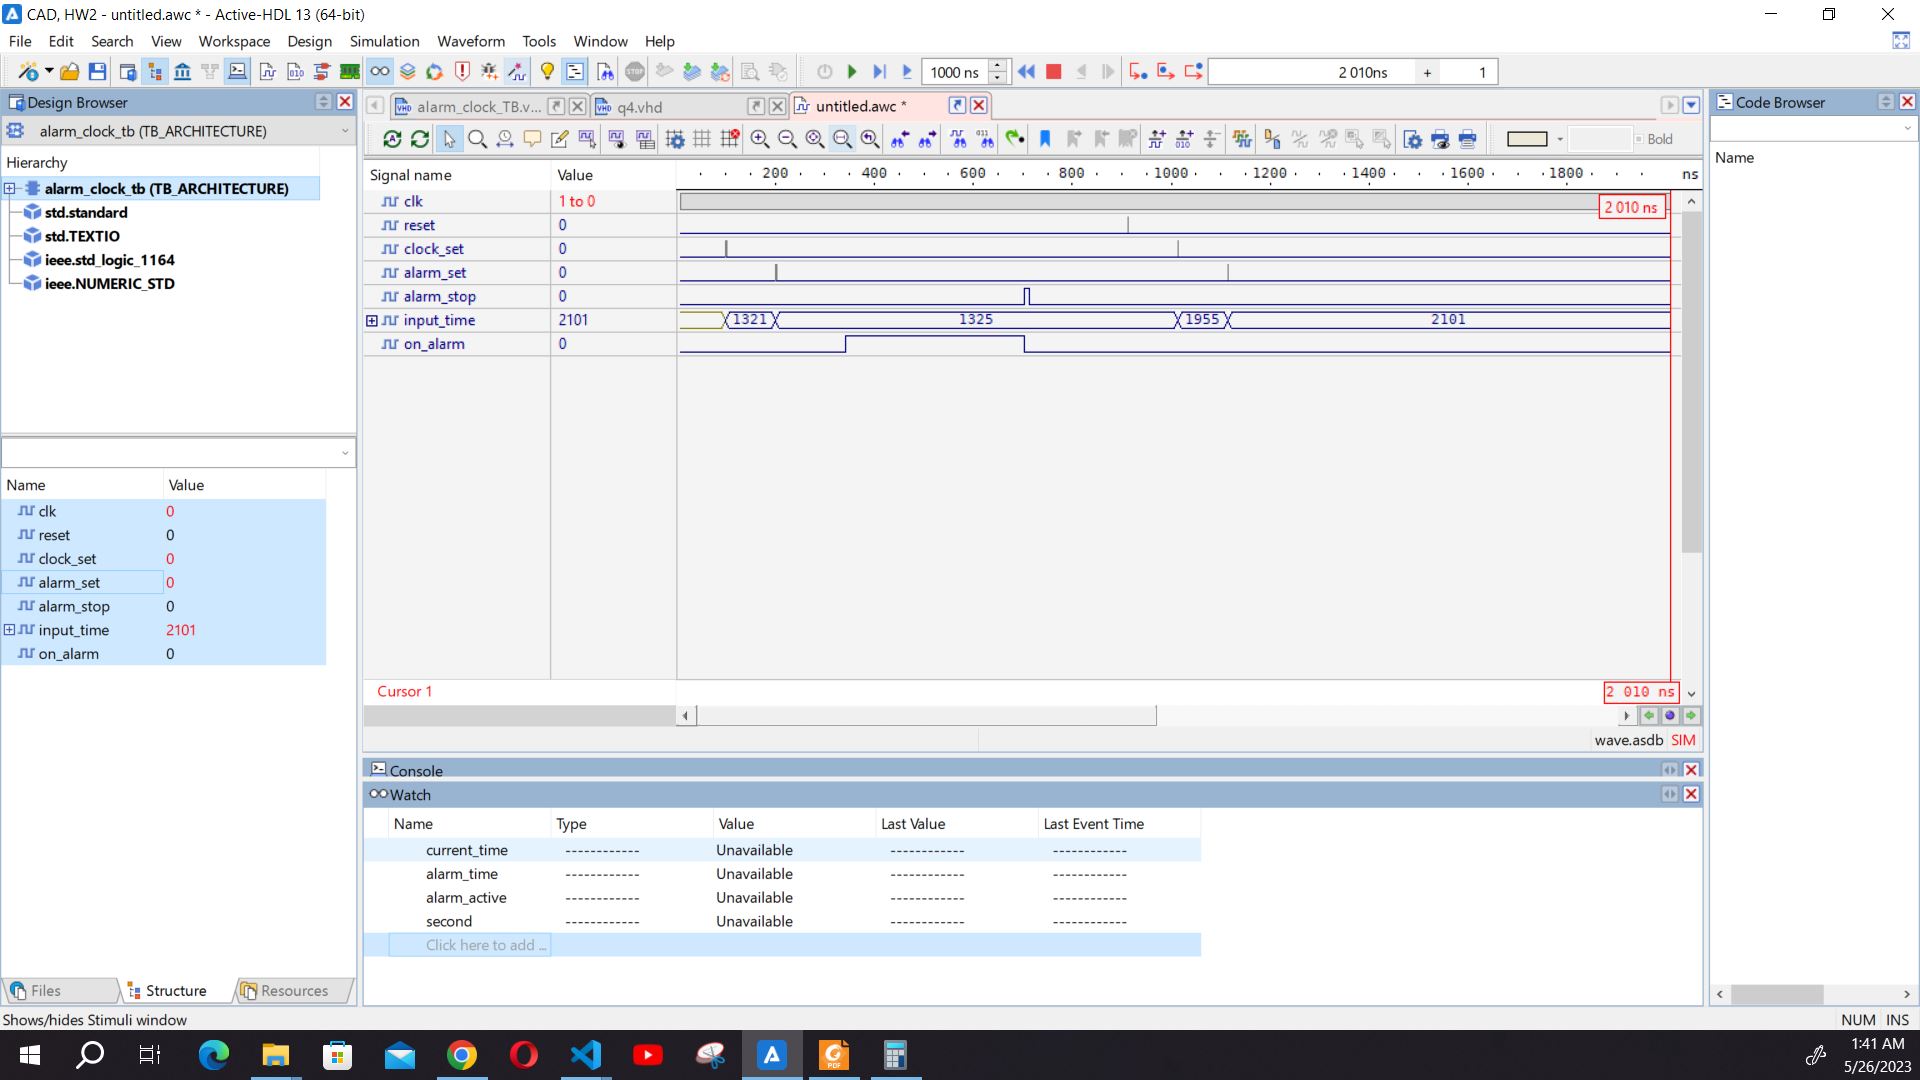 CAD, HW2 - untitled.awc * - Active-HDL 13 (64-bit)
File Edit Search View Workspace Design Simulation Waveform Tools Window Help
1000 ns
2 010ns + 1
Design Browser
alarm_clock_tb (TB_ARCHITECTURE)
Hierarchy
alarm_clock_tb (TB_ARCHITECTURE)
std.standard
std.TEXTIO
ieee.std_logic_1164
ieee.NUMERIC_STD
Name Value
clk 0
reset 0
clock_set 0
alarm_set 0
alarm_stop 0
input_time 2101
on_alarm 0
Files Structure Resources
alarm_clock_TB.v... q4.vhd untitled.awc *
Bold
Signal name Value 200 400 600 800 1000 1200 1400 1600 1800 ns
clk 1 to 0 2 010 ns
reset 0
clock_set 0
alarm_set 0
alarm_stop 0
input_time 2101 1321 1325 1955 2101
on_alarm 0
Cursor 1 2 010 ns
wave.asdb SIM
Console
Watch
Name Type Value Last Value Last Event Time
current_time ------------ Unavailable ------------ ------------
alarm_time ------------ Unavailable ------------ ------------
alarm_active ------------ Unavailable ------------ ------------
second ------------ Unavailable ------------ ------------
Click here to add ...
Code Browser
Name
Shows/hides Stimuli window NUM INS
1:41 AM
5/26/2023